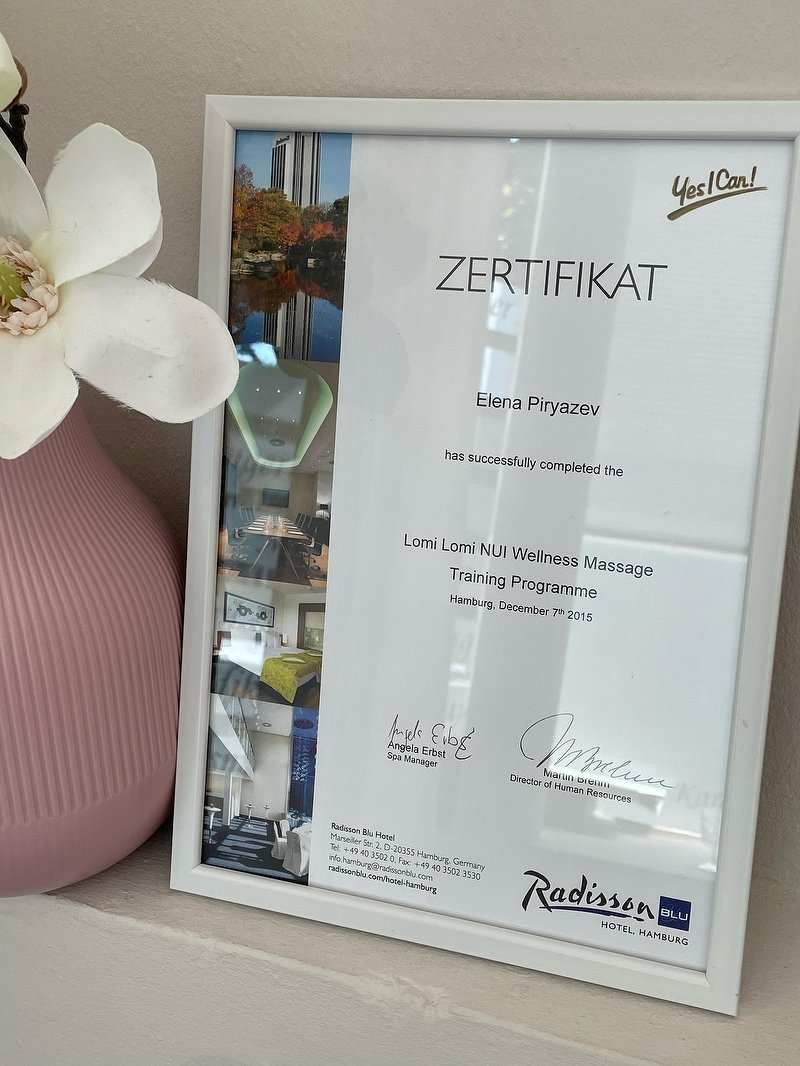 Yes I Can!
ZERTIFIKAT
Elena Piryazev
has successfully completed the
Lomi Lomi NUI Wellness Massage
Training Programme
Hamburg, December 7th 2015
Angela Erbst
Angela Erbst
Spa Manager
Martin Brehm
Director of Human Resources
Radisson Blu Hotel
Marseiller Str. 2, D-20355 Hamburg, Germany
Tel: +49 40 3502 0, Fax: +49 40 3502 3530
info.hamburg@radissonblu.com
radissonblu.com/hotel-hamburg
Radisson BLU
HOTEL, HAMBURG